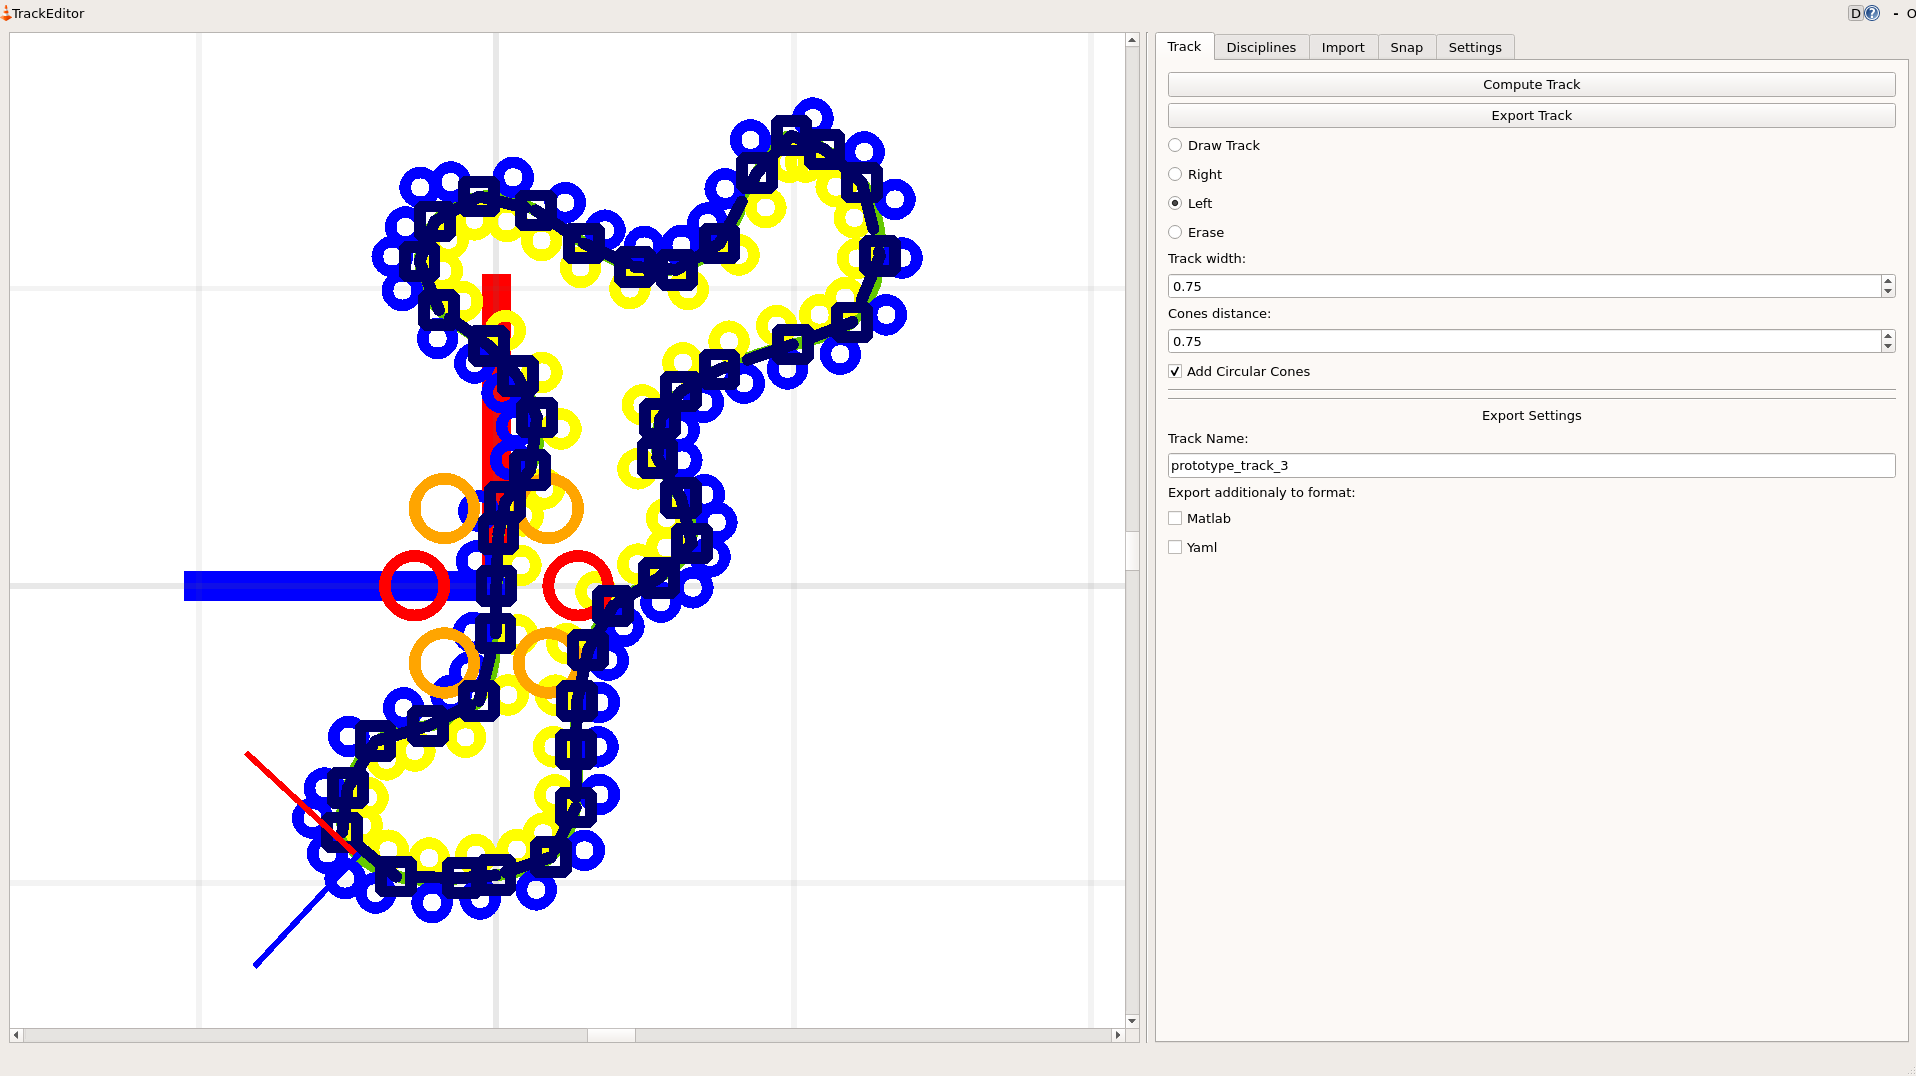 TrackEditor
D ? - O
Track Disciplines Import Snap Settings
Compute Track
Export Track
Draw Track
Right
Left
Erase
Track width:
0.75
Cones distance:
0.75
Add Circular Cones
Export Settings
Track Name:
prototype_track_3
Export additionaly to format:
Matlab
Yaml